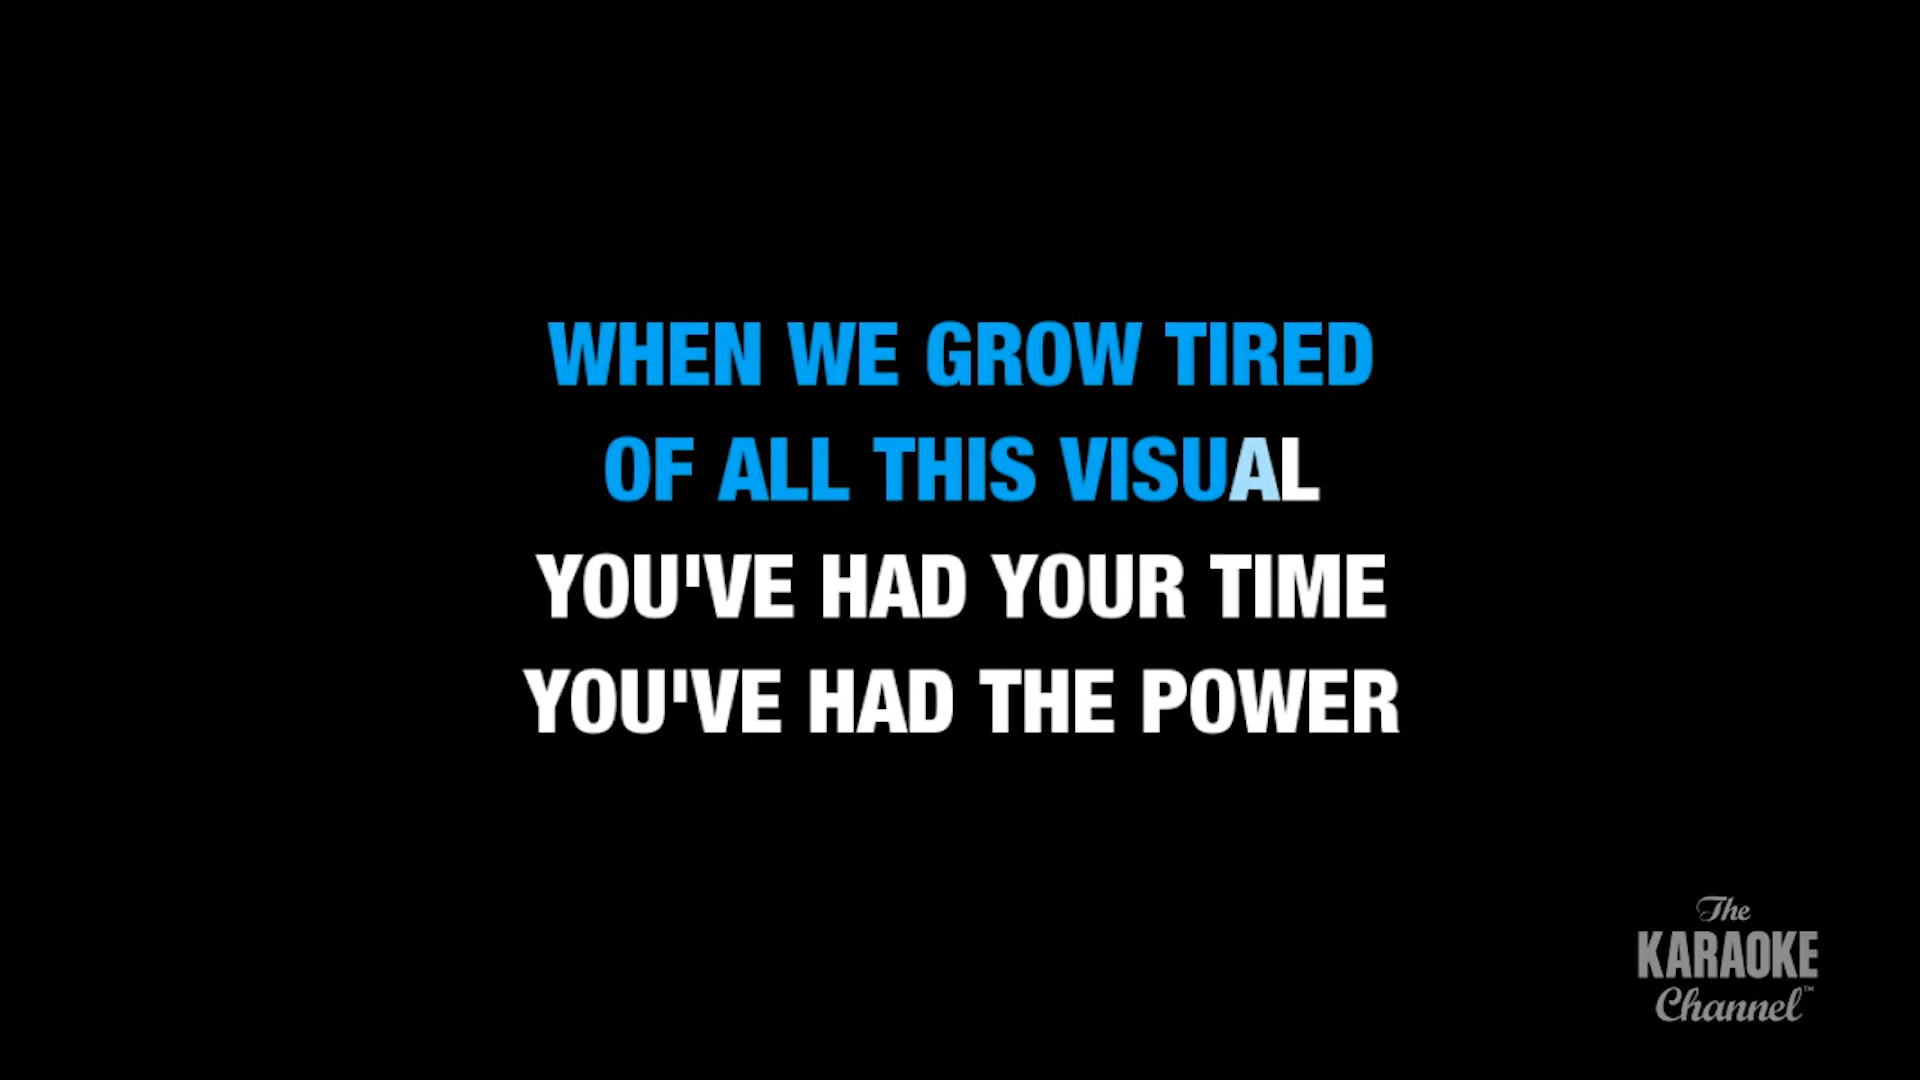 WHEN WE GROW TIRED
OF ALL THIS VISUAL
YOU'VE HAD YOUR TIME
YOU'VE HAD THE POWER
The
KARAOKE
Channel™